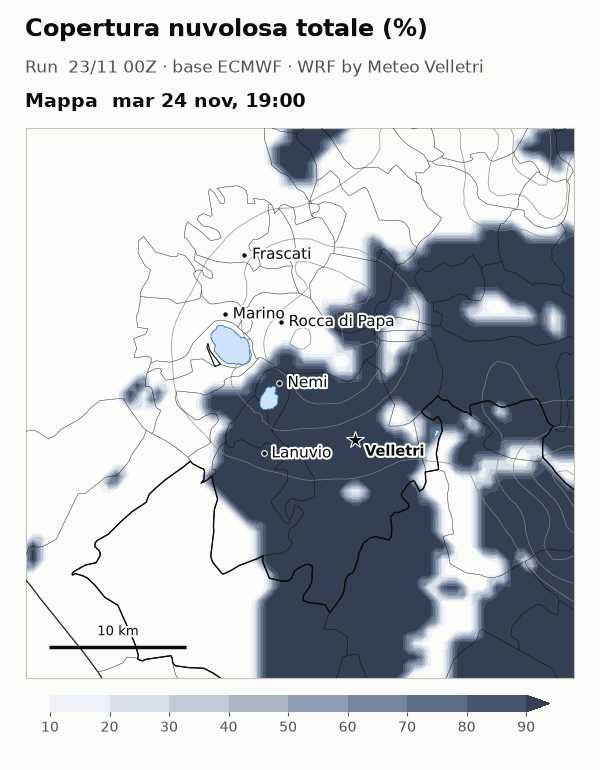 Copertura nuvolosa totale (%)
Run  23/11 00Z · base ECMWF · WRF by Meteo Velletri
Mappa  mar 24 nov, 19:00
Frascati
Marino
Rocca di Papa
Nemi
Velletri
Lanuvio
10 km
10 20 30 40 50 60 70 80 90